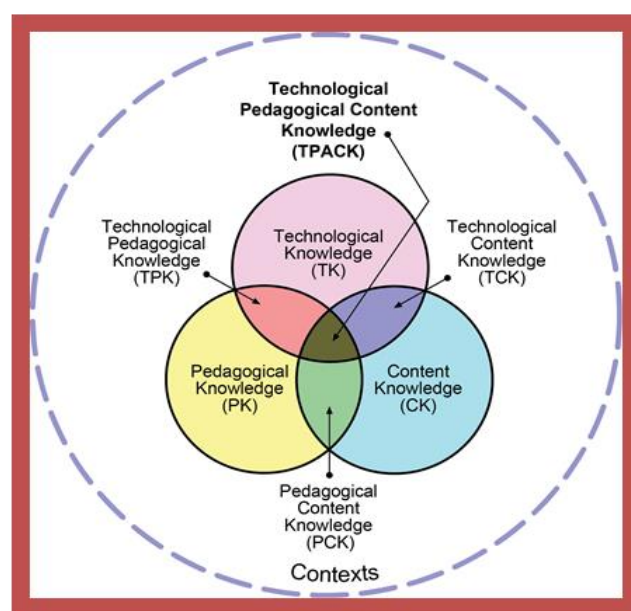 Technological
Pedagogical Content
Knowledge
(TPACK)
Technological
Pedagogical
Knowledge
(TPK)
Technological
Knowledge
(TK)
Technological
Content
Knowledge
(TCK)
Pedagogical
Knowledge
(PK)
Content
Knowledge
(CK)
Pedagogical
Content
Knowledge
(PCK)
Contexts